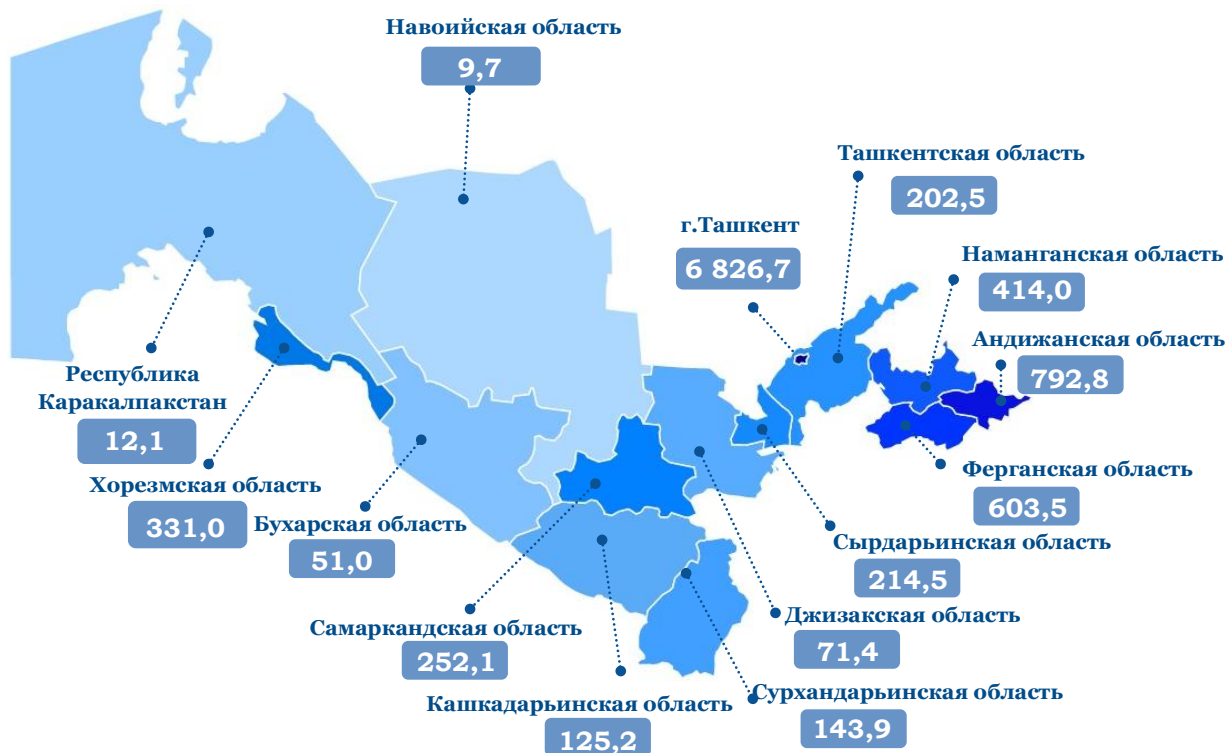 Навоийская область
9,7
Ташкентская область
202,5
г.Ташкент
6 826,7
Наманганская область
414,0
Андижанская область
792,8
Республика
Каракалпакстан
12,1
Ферганская область
603,5
Хорезмская область
331,0
Бухарская область
51,0
Сырдарьинская область
214,5
Самаркандская область
252,1
Джизакская область
71,4
Кашкадарьинская область
125,2
Сурхандарьинская область
143,9